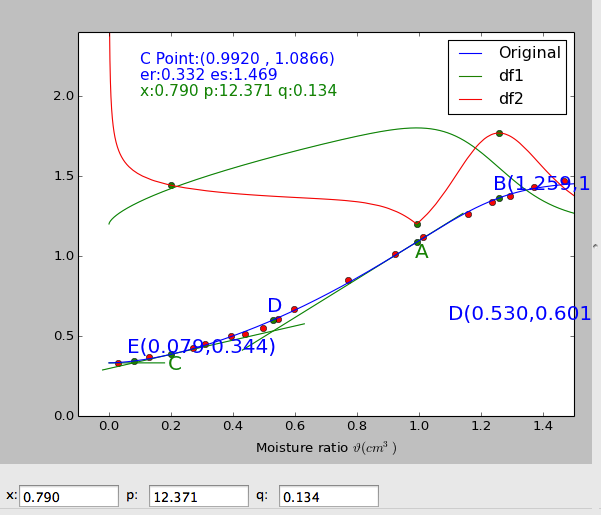 C Point:(0.9920 , 1.0866)
er:0.332 es:1.469
x:0.790 p:12.371 q:0.134
Original
df1
df2
2.0
1.5
1.0
0.5
0.0
B(1.259,1
A
D
D(0.530,0.601
E(0.079,0.344)
C
0.0 0.2 0.4 0.6 0.8 1.0 1.2 1.4
Moisture ratio ϑ(cm³)
x: 0.790 p: 12.371 q: 0.134